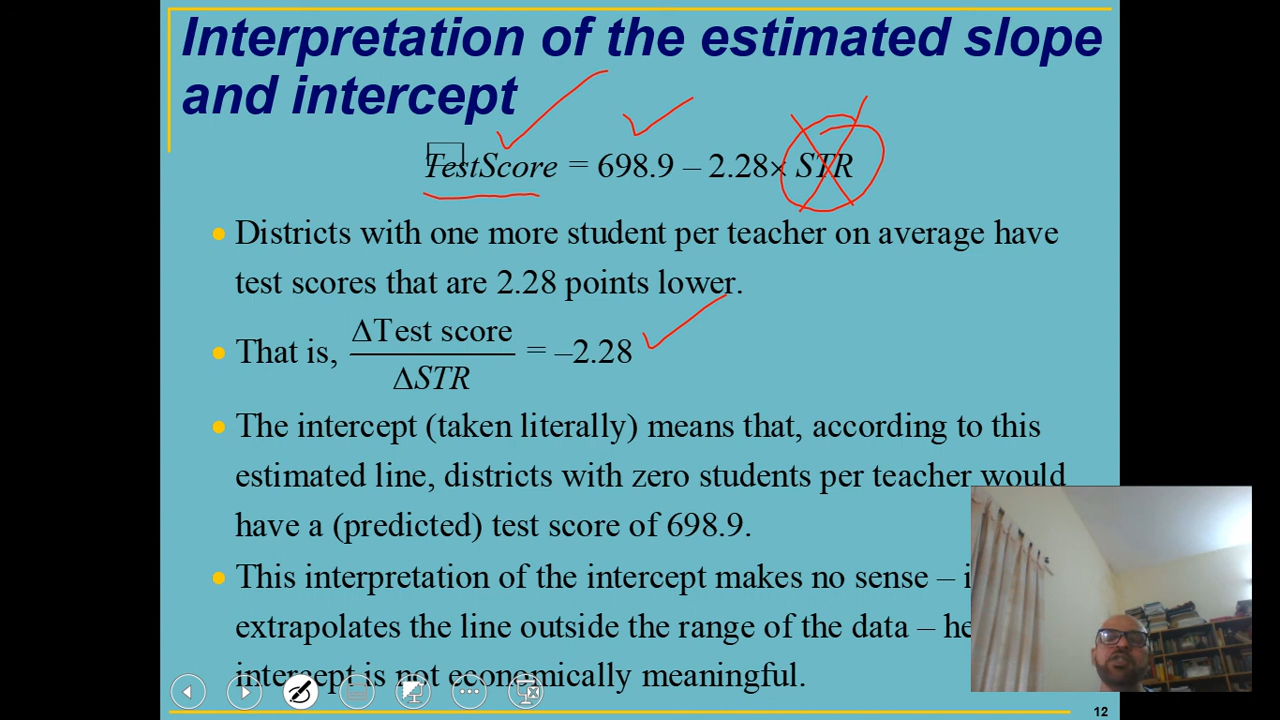 Interpretation of the estimated slope
and intercept
TestScore = 698.9 – 2.28× STR
Districts with one more student per teacher on average have
test scores that are 2.28 points lower.
That is, ΔTest score / ΔSTR = –2.28
The intercept (taken literally) means that, according to this
estimated line, districts with zero students per teacher would
have a (predicted) test score of 698.9.
This interpretation of the intercept makes no sense –
extrapolates the line outside the range of the data –
intercept is not economically meaningful.
12